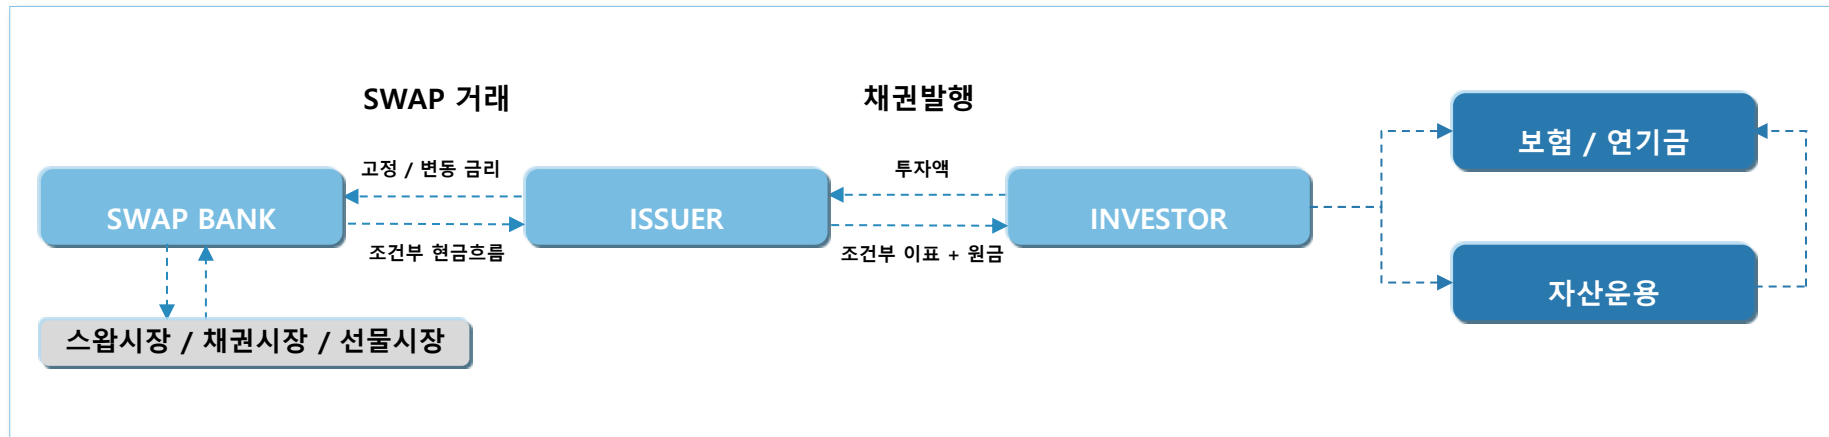 SWAP 거래
채권발행
보험 / 연기금
고정 / 변동 금리
투자액
SWAP BANK
ISSUER
INVESTOR
조건부 현금흐름
조건부 이표 + 원금
자산운용
스왑시장 / 채권시장 / 선물시장